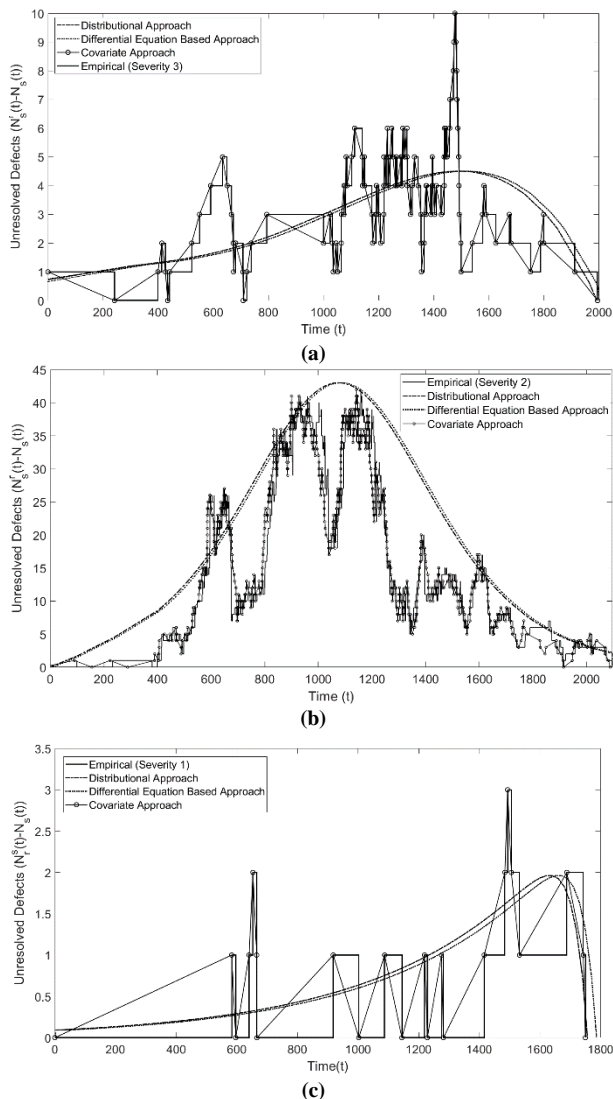 10
9
8
7
6
5
4
3
2
1
0
Unresolved Defects (N_s^r(t)-N_s(t))
Distributional Approach
Differential Equation Based Approach
Covariate Approach
Empirical (Severity 3)
0 200 400 600 800 1000 1200 1400 1600 1800 2000
Time (t)
(a)
45
40
35
30
25
20
15
10
5
0
Unresolved Defects (N_s^r(t)-N_s(t))
Empirical (Severity 2)
Distributional Approach
Differential Equation Based Approach
Covariate Approach
0 200 400 600 800 1000 1200 1400 1600 1800 2000
Time (t)
(b)
3.5
3
2.5
2
1.5
1
0.5
0
Unresolved Defects (N_r^s(t)-N_s(t))
Empirical (Severity 1)
Distributional Approach
Differential Equation Based Approach
Covariate Approach
0 200 400 600 800 1000 1200 1400 1600 1800
Time(t)
(c)